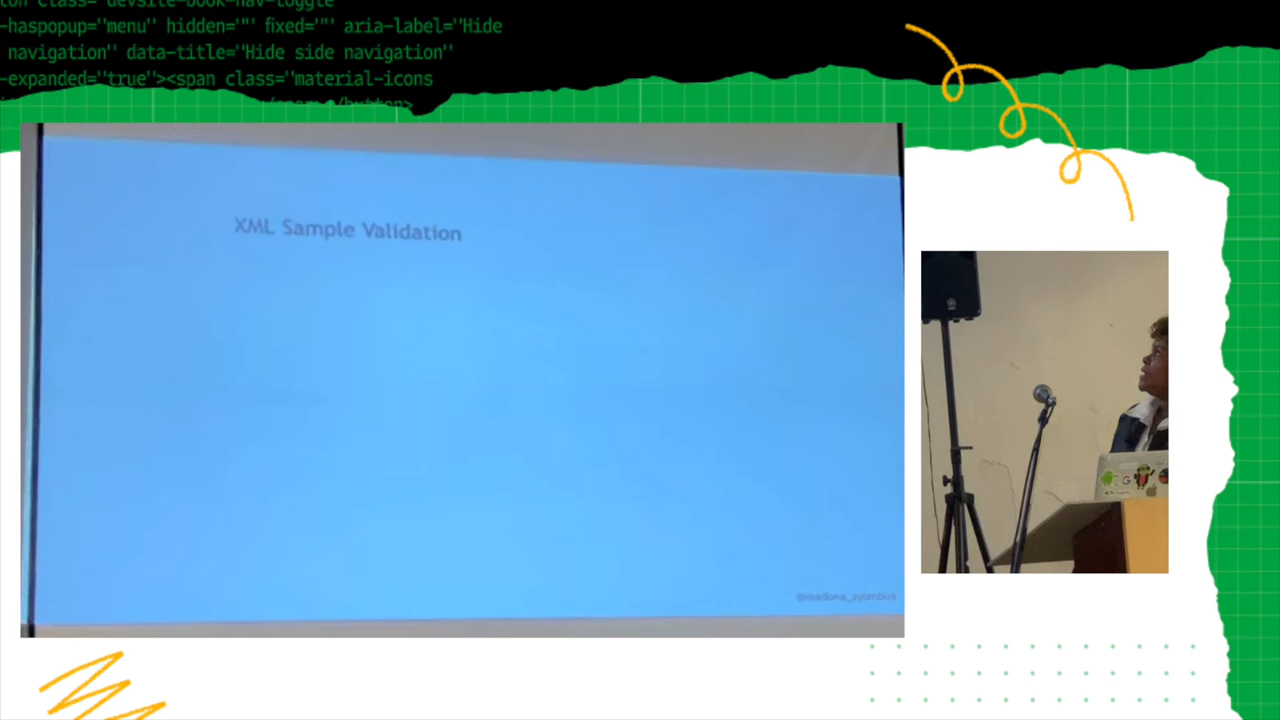 -haspopup="menu" hidden="" fixed="" aria-label="Hide
navigation" data-title="Hide side navigation"
-expanded="true"><span class="material-icons
XML Sample Validation